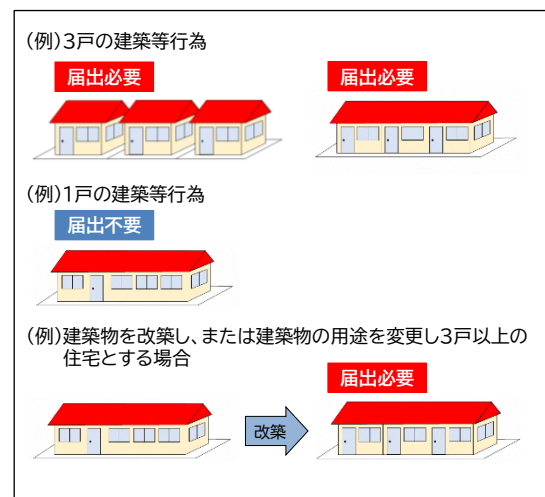 (例)3戸の建築等行為
届出必要
届出必要
(例)1戸の建築等行為
届出不要
(例)建築物を改築し、または建築物の用途を変更し3戸以上の
住宅とする場合
届出必要
改築